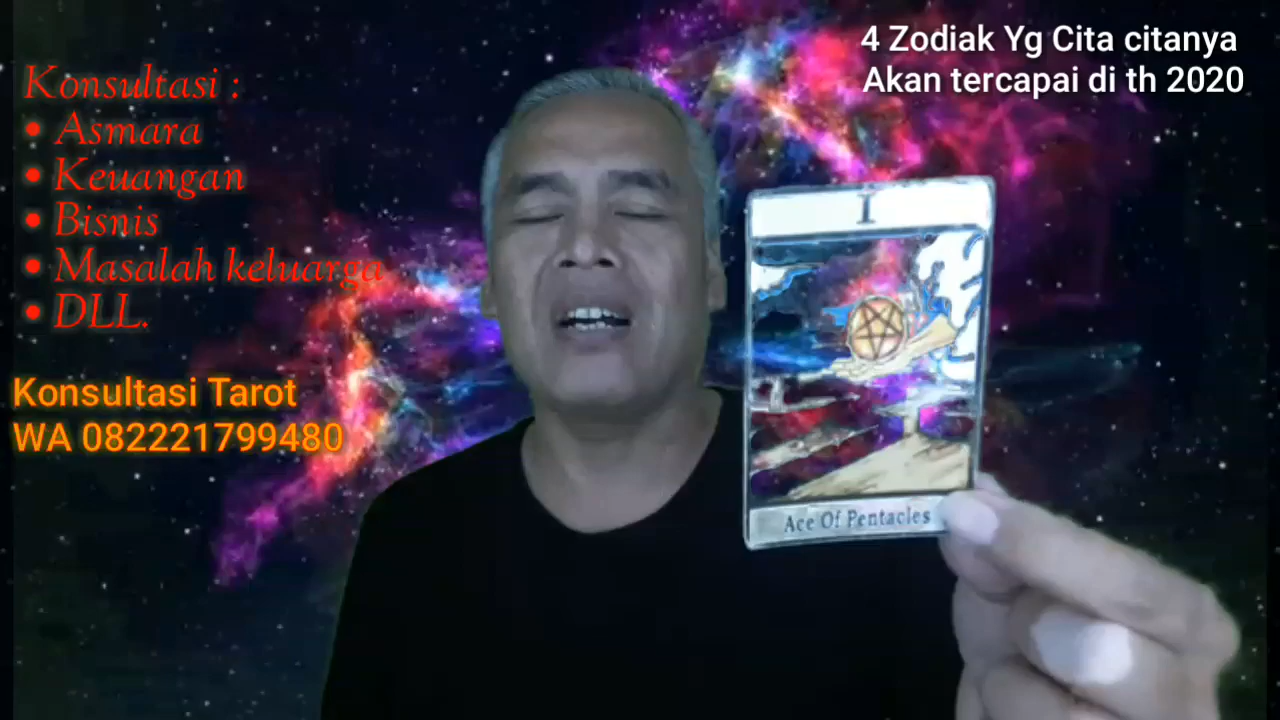 Konsultasi :
• Asmara
• Keuangan
• Bisnis
• Masalah keluarga
• DLL.
Konsultasi Tarot
WA 082221799480
4 Zodiak Yg Cita citanya
Akan tercapai di th 2020
I
Ace Of Pentacles